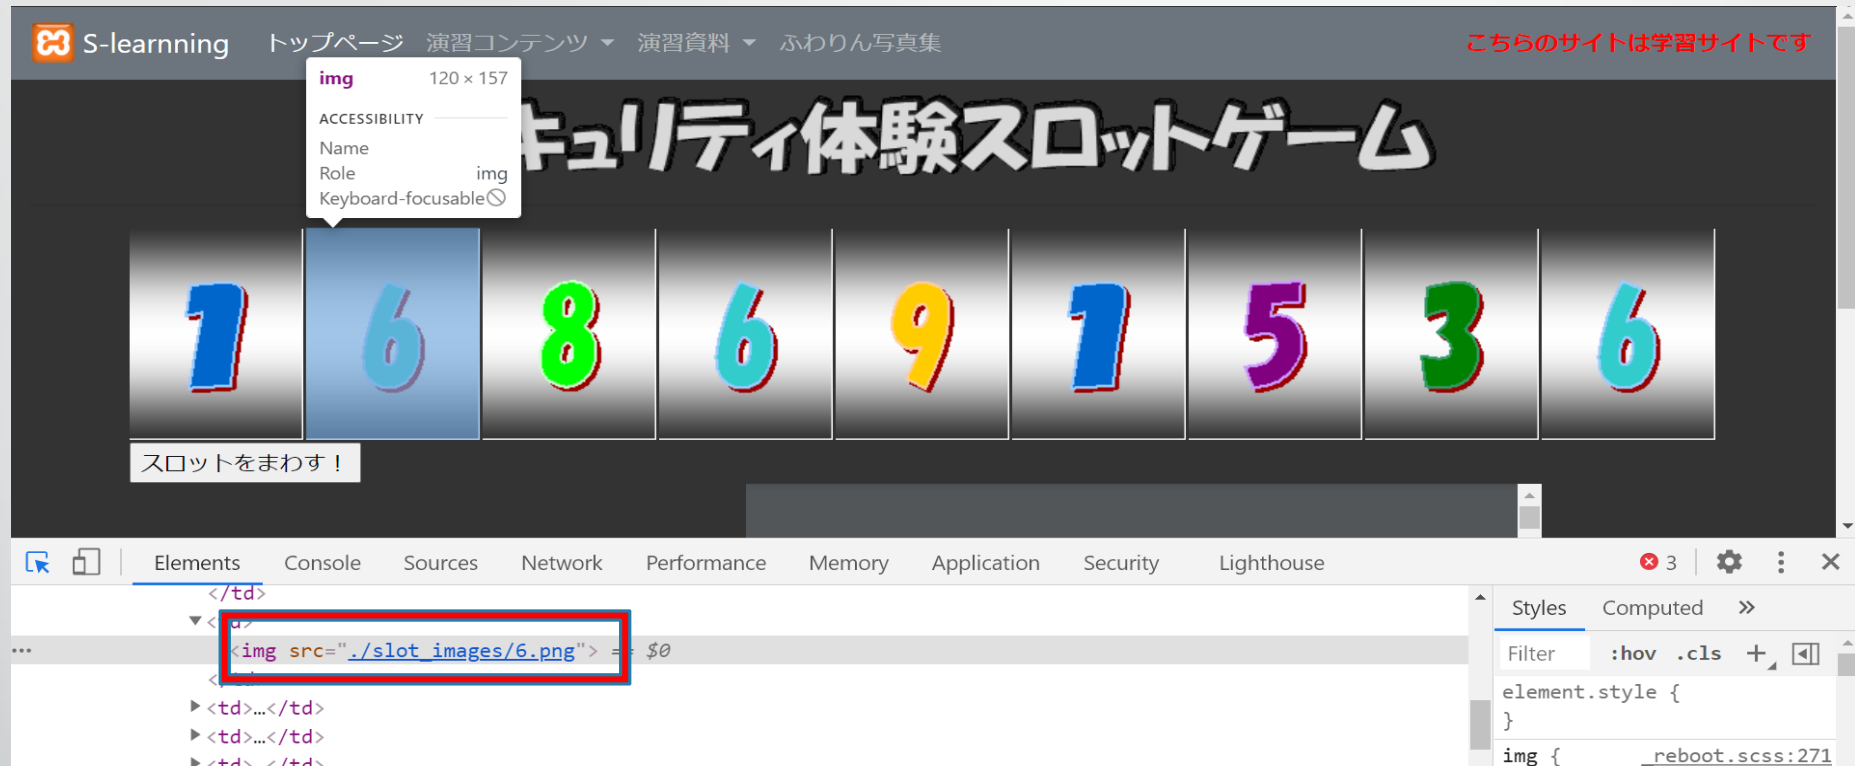 S-learnning トップページ 演習コンテンツ 演習資料 ふわりん写真集 こちらのサイトは学習サイトです
img 120 × 157
ACCESSIBILITY
Name
Role img
Keyboard-focusable
キュリティ体験スロットゲーム
1 6 8 6 9 1 5 3 6
スロットをまわす！
Elements Console Sources Network Performance Memory Application Security Lighthouse 3
</td>
<img src="./slot_images/6.png"> == $0
<td>…</td>
<td>…</td>
<td>…</td>
Styles Computed »
Filter :hov .cls +
element.style {
}
img { _reboot.scss:271